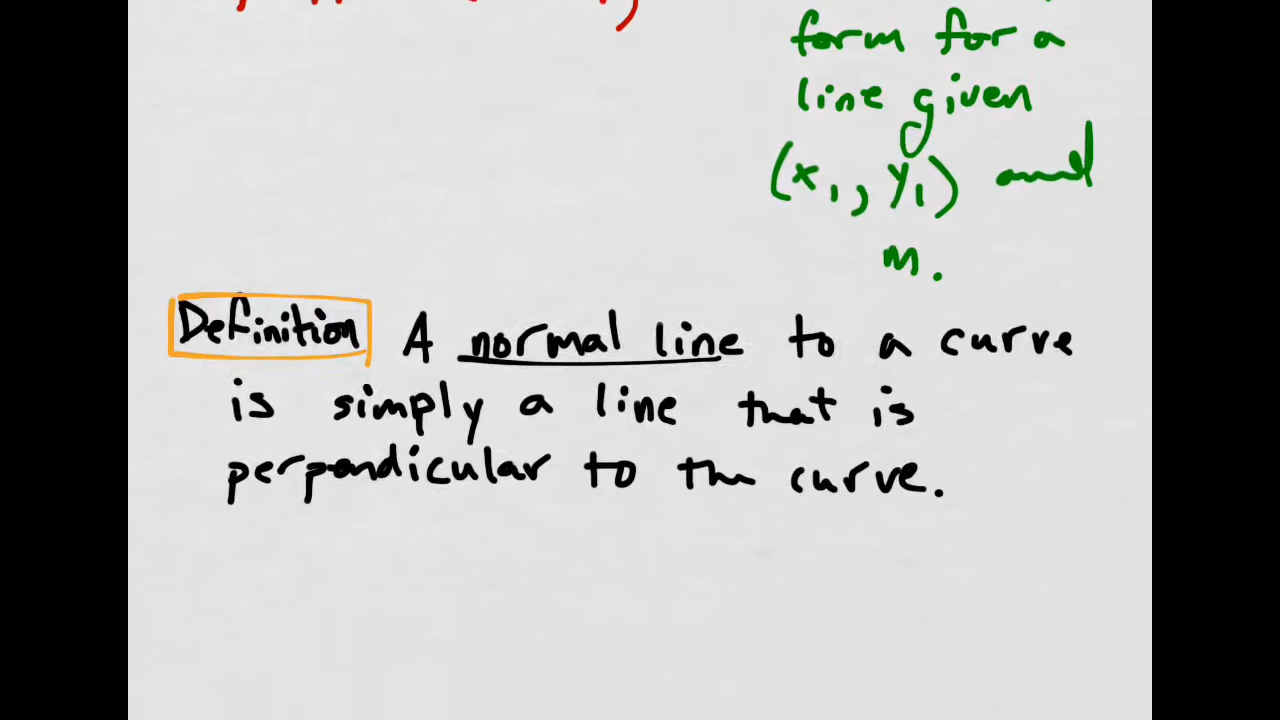 form for a
line given
(x₁, y₁) and
m.
Definition A normal line to a curve
is simply a line that is
perpendicular to the curve.